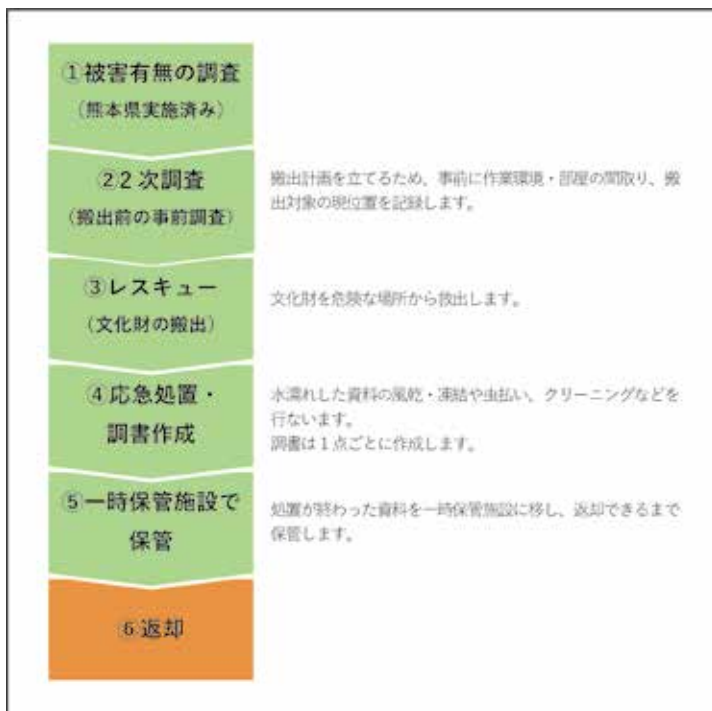 ①被害有無の調査
（熊本県実施済み）
②2次調査
（搬出前の事前調査）
搬出計画を立てるため、事前に作業環境・部屋の間取り、搬
出対象の現位置を記録します。
③レスキュー
（文化財の搬出）
文化財を危険な場所から救出します。
④応急処置・
調書作成
水濡れした資料の風乾・凍結や虫払い、クリーニングなどを
行ないます。
調書は１点ごとに作成します。
⑤一時保管施設で
保管
処置が終わった資料を一時保管施設に移し、返却できるまで
保管します。
⑥返却